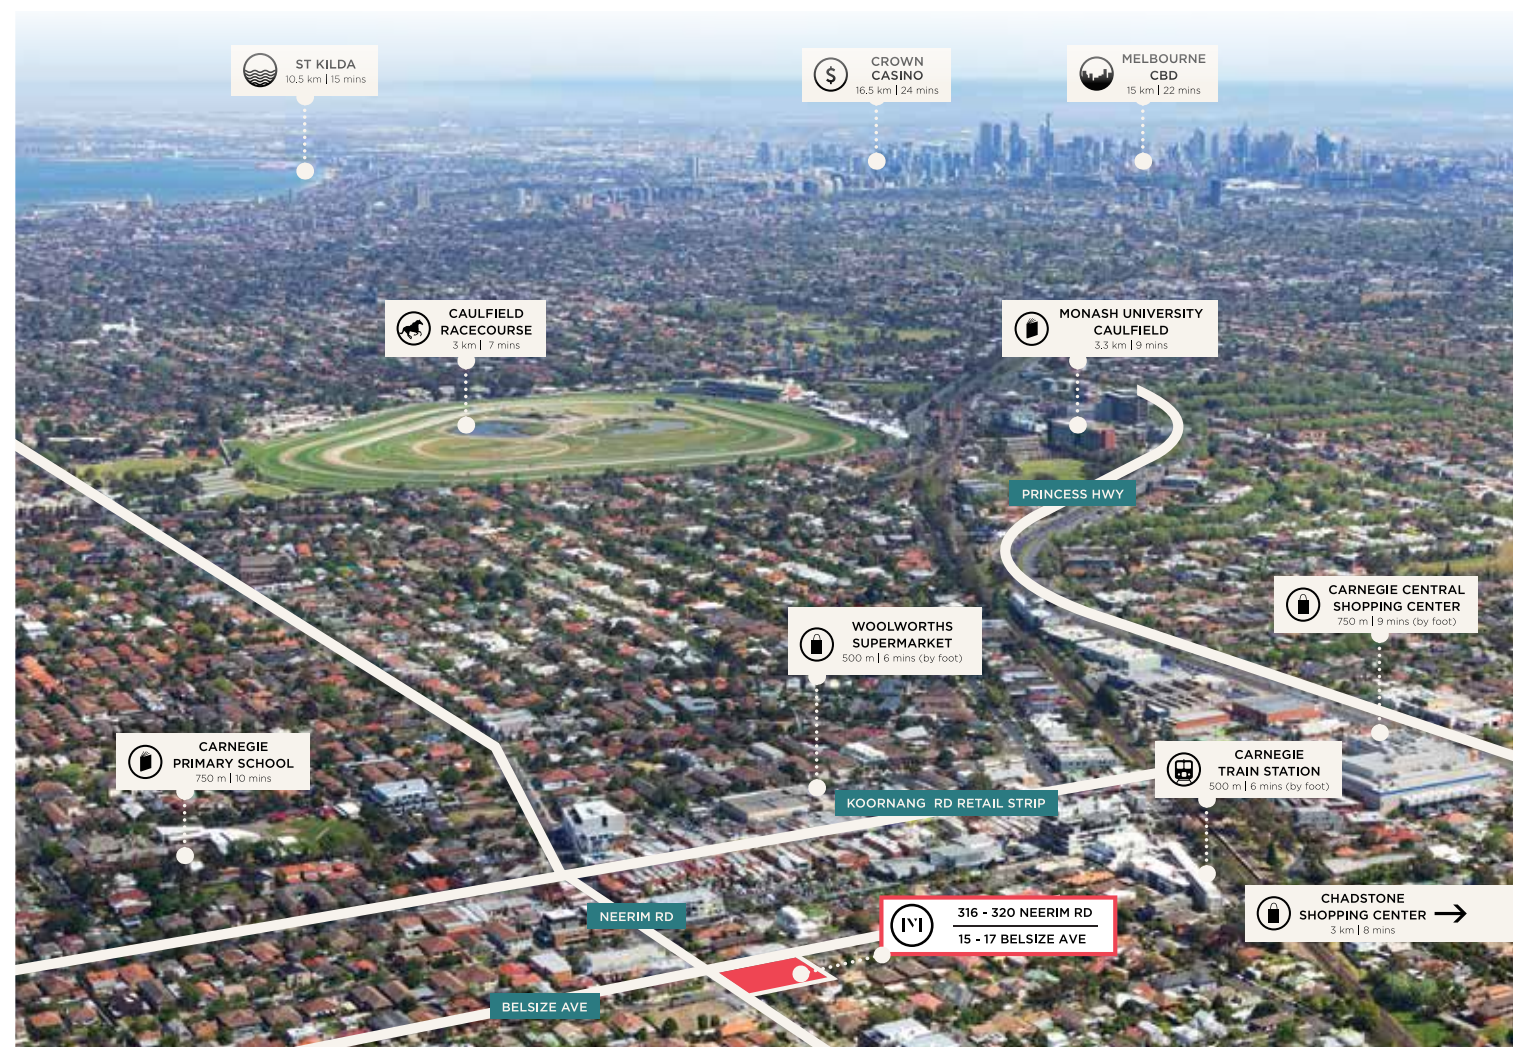 ST KILDA
10.5 km | 15 mins
$
CROWN
CASINO
16.5 km | 24 mins
MELBOURNE
CBD
15 km | 22 mins
CAULFIELD
RACECOURSE
3 km | 7 mins
MONASH UNIVERSITY
CAULFIELD
3.3 km | 9 mins
PRINCESS HWY
CARNEGIE CENTRAL
SHOPPING CENTER
750 m | 9 mins (by foot)
WOOLWORTHS
SUPERMARKET
500 m | 6 mins (by foot)
CARNEGIE
PRIMARY SCHOOL
750 m | 10 mins
CARNEGIE
TRAIN STATION
500 m | 6 mins (by foot)
KOORNANG RD RETAIL STRIP
NEERIM RD
M
316 - 320 NEERIM RD
15 - 17 BELSIZE AVE
CHADSTONE
SHOPPING CENTER →
3 km | 8 mins
BELSIZE AVE